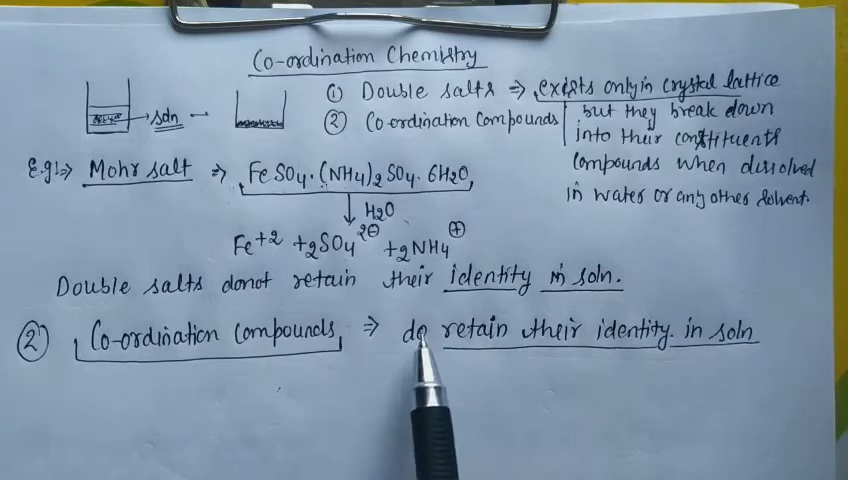 Co-ordination Chemistry
① Double salts ⇒ exists only in crystal lattice
→ soln -
② Coordination compounds but they break down
into their constituents
compounds when dissolved
in water or any other solvent.
E.g!⇒ Mohr salt ⇒ FeSO4.(NH4)2SO4.6H2O
↓ H2O
Fe+2 + 2SO4 2⊖ + 2NH4 ⊕
Double salts donot retain their identity in soln.
② Co-ordination compounds ⇒ do retain their identity. in soln